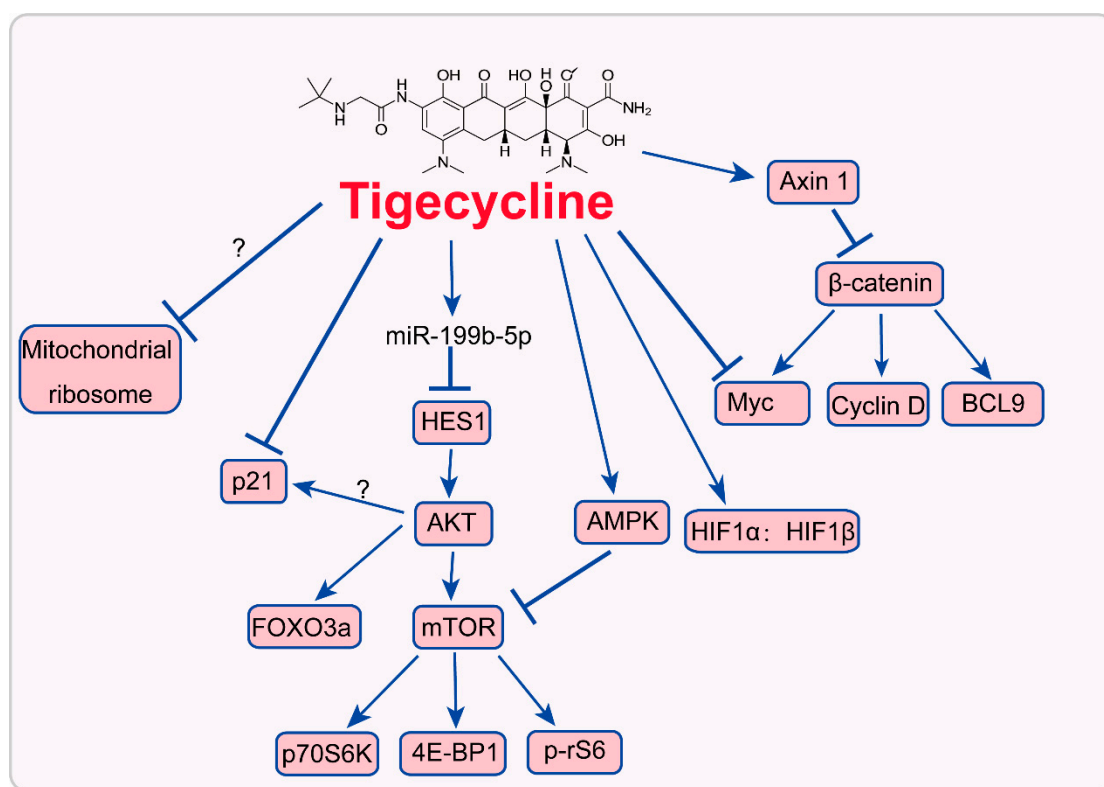 OH
O
HO
H
O
O
O
H
N
O
NH₂
N
H
O
OH
N
H
H
N
Tigecycline
Axin 1
?
β-catenin
miR-199b-5p
Mitochondrial
ribosome
HES1
Myc
Cyclin D
BCL9
p21
?
AKT
AMPK
HIF1α: HIF1β
FOXO3a
mTOR
p70S6K
4E-BP1
p-rS6